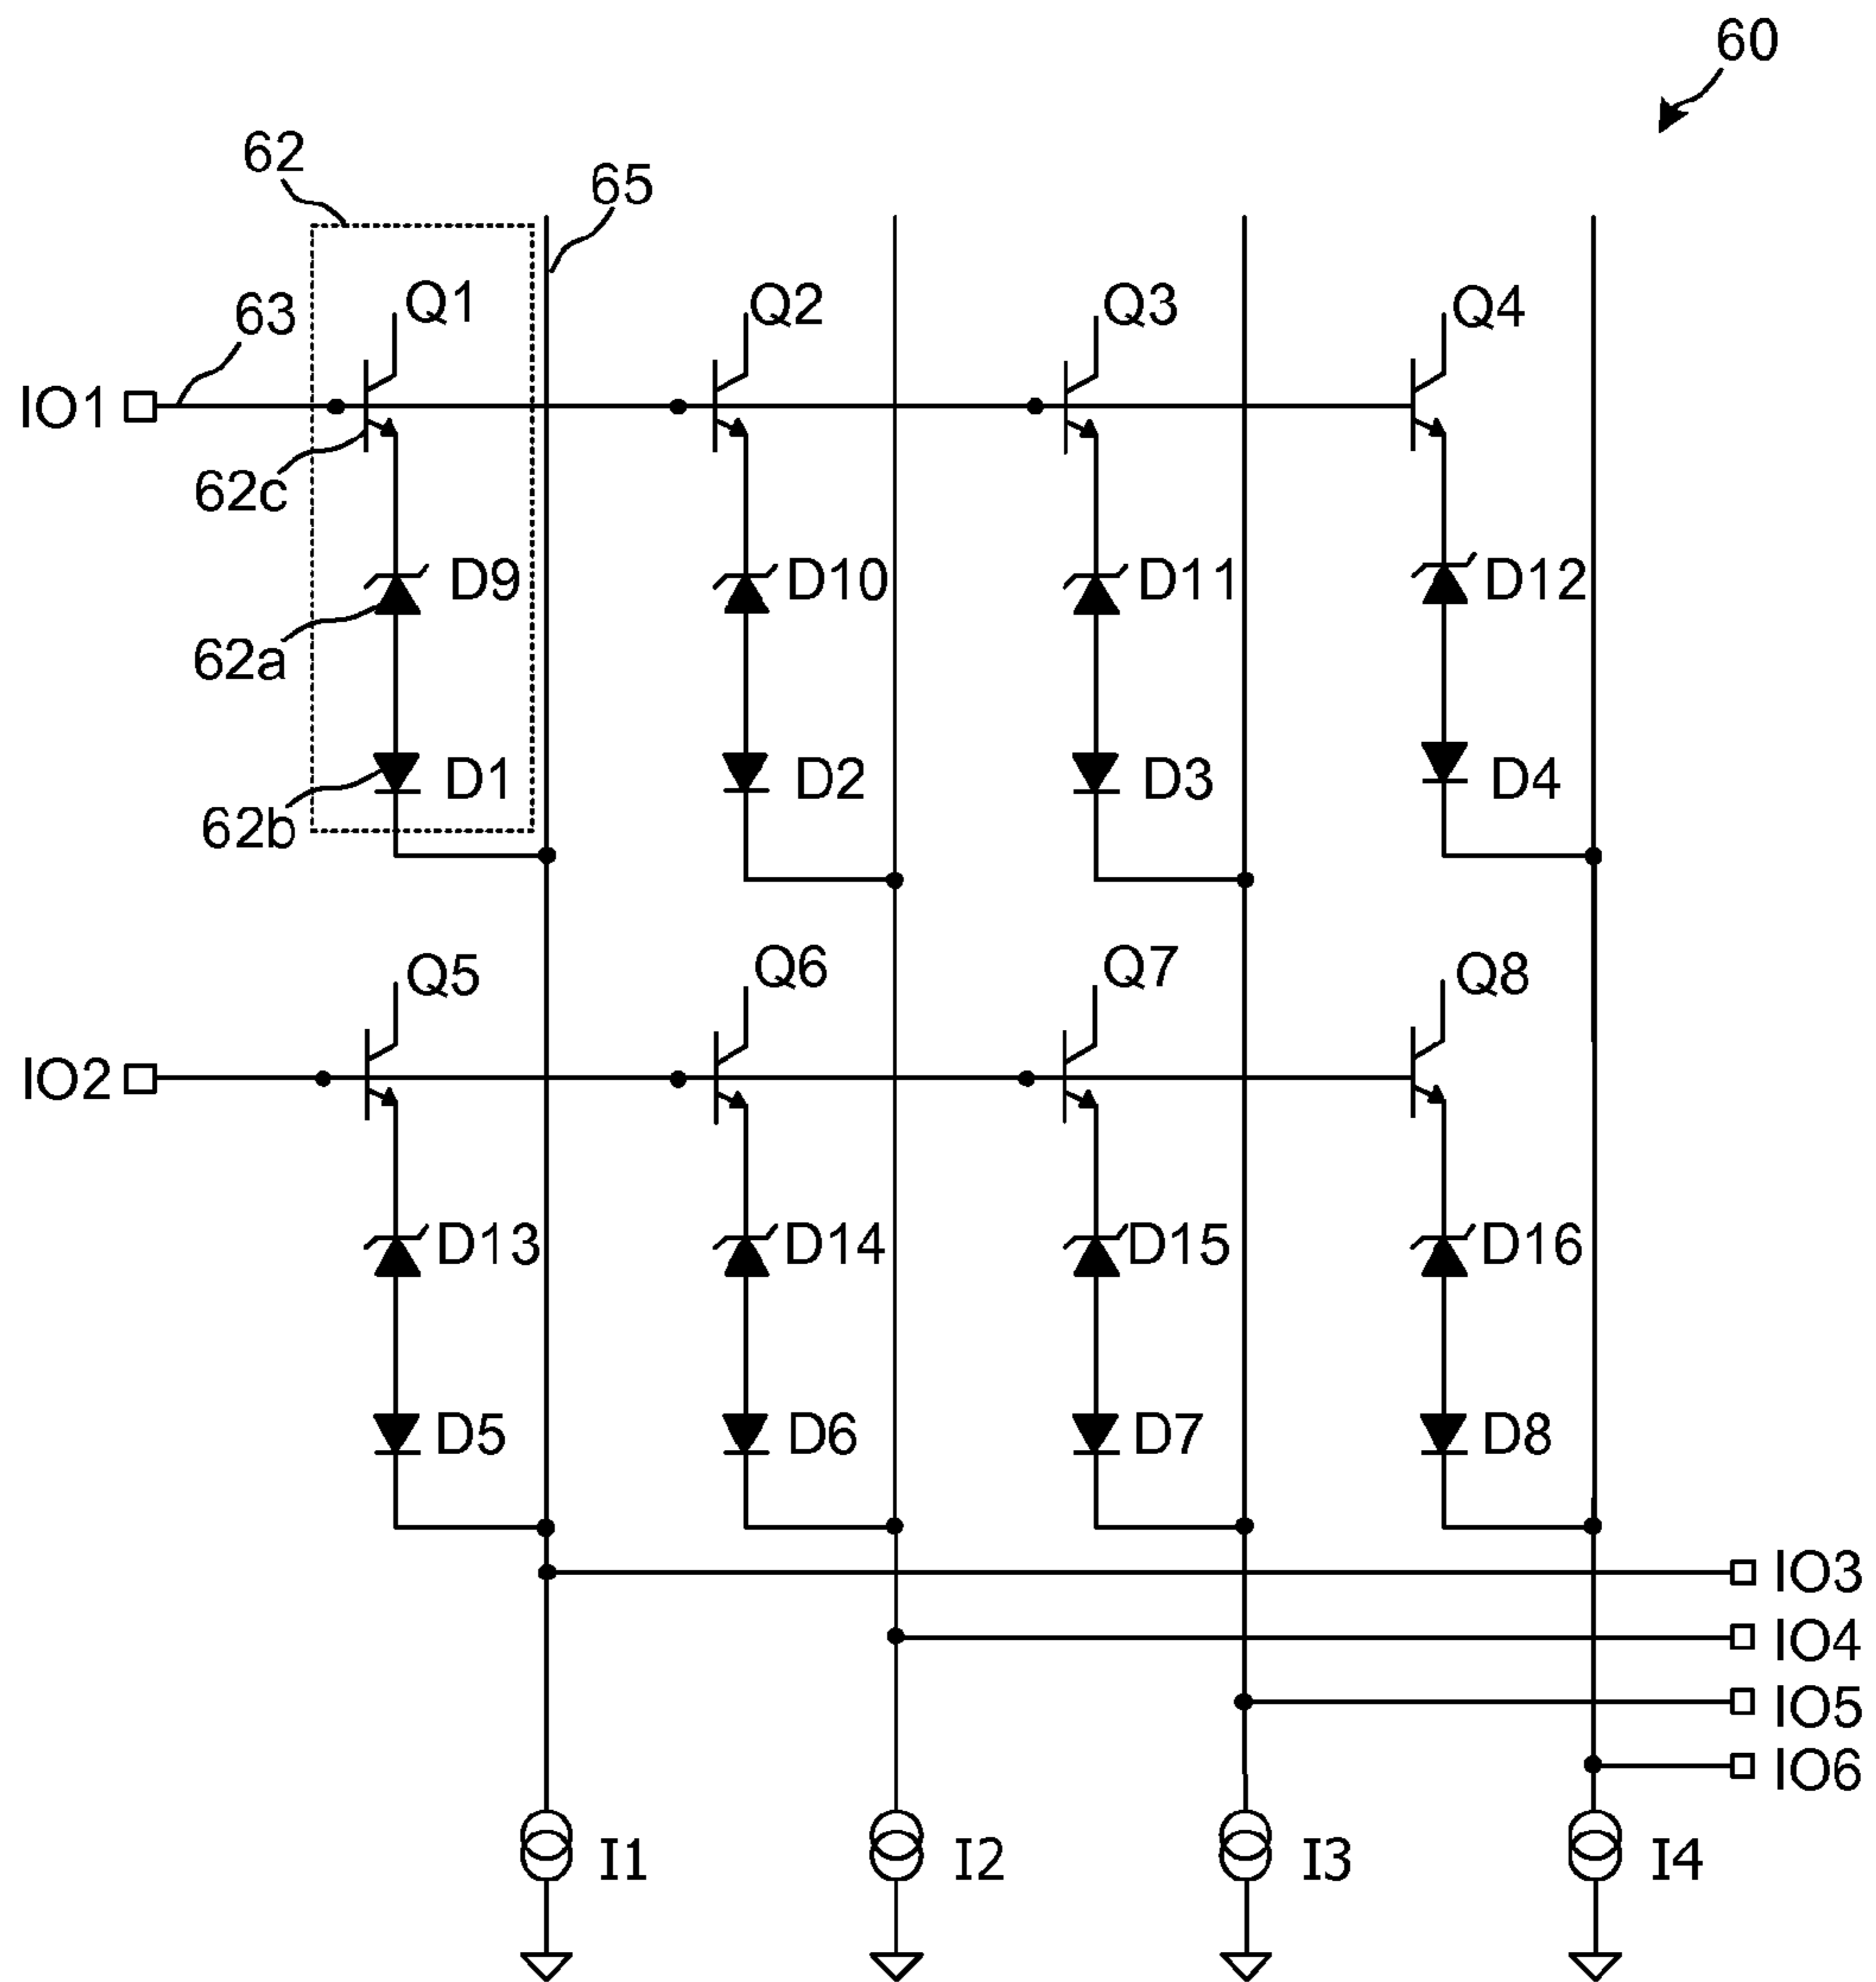 60
62
65
Q1
Q2
Q3
Q4
63
IO1
62c
D9
D10
D11
D12
62a
D1
D2
D3
D4
62b
Q5
Q6
Q7
Q8
IO2
D13
D14
D15
D16
D5
D6
D7
D8
IO3
IO4
IO5
IO6
I1
I2
I3
I4